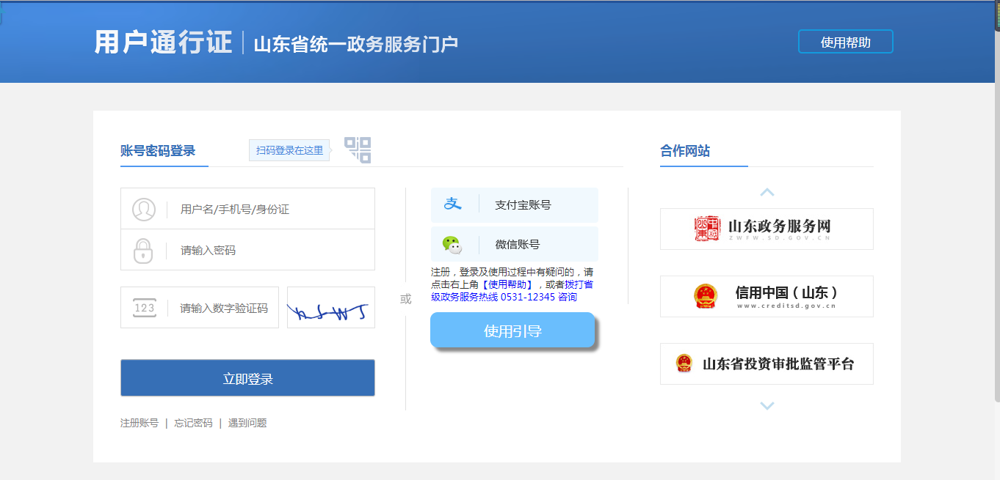 用户通行证 | 山东省统一政务服务门户
使用帮助
账号密码登录
扫码登录在这里
用户名/手机号/身份证
请输入密码
123
请输入数字验证码
立即登录
注册账号 | 忘记密码 | 遇到问题
或
支付宝账号
微信账号
注册，登录及使用过程中有疑问的，请
点击右上角【使用帮助】，或者拨打省
级政务服务热线 0531-12345 咨询
使用引导
合作网站
山东政务服务网
ZWFW.SD.GOV.CN
信用中国（山东）
www.creditsd.gov.cn
山东省投资审批监管平台